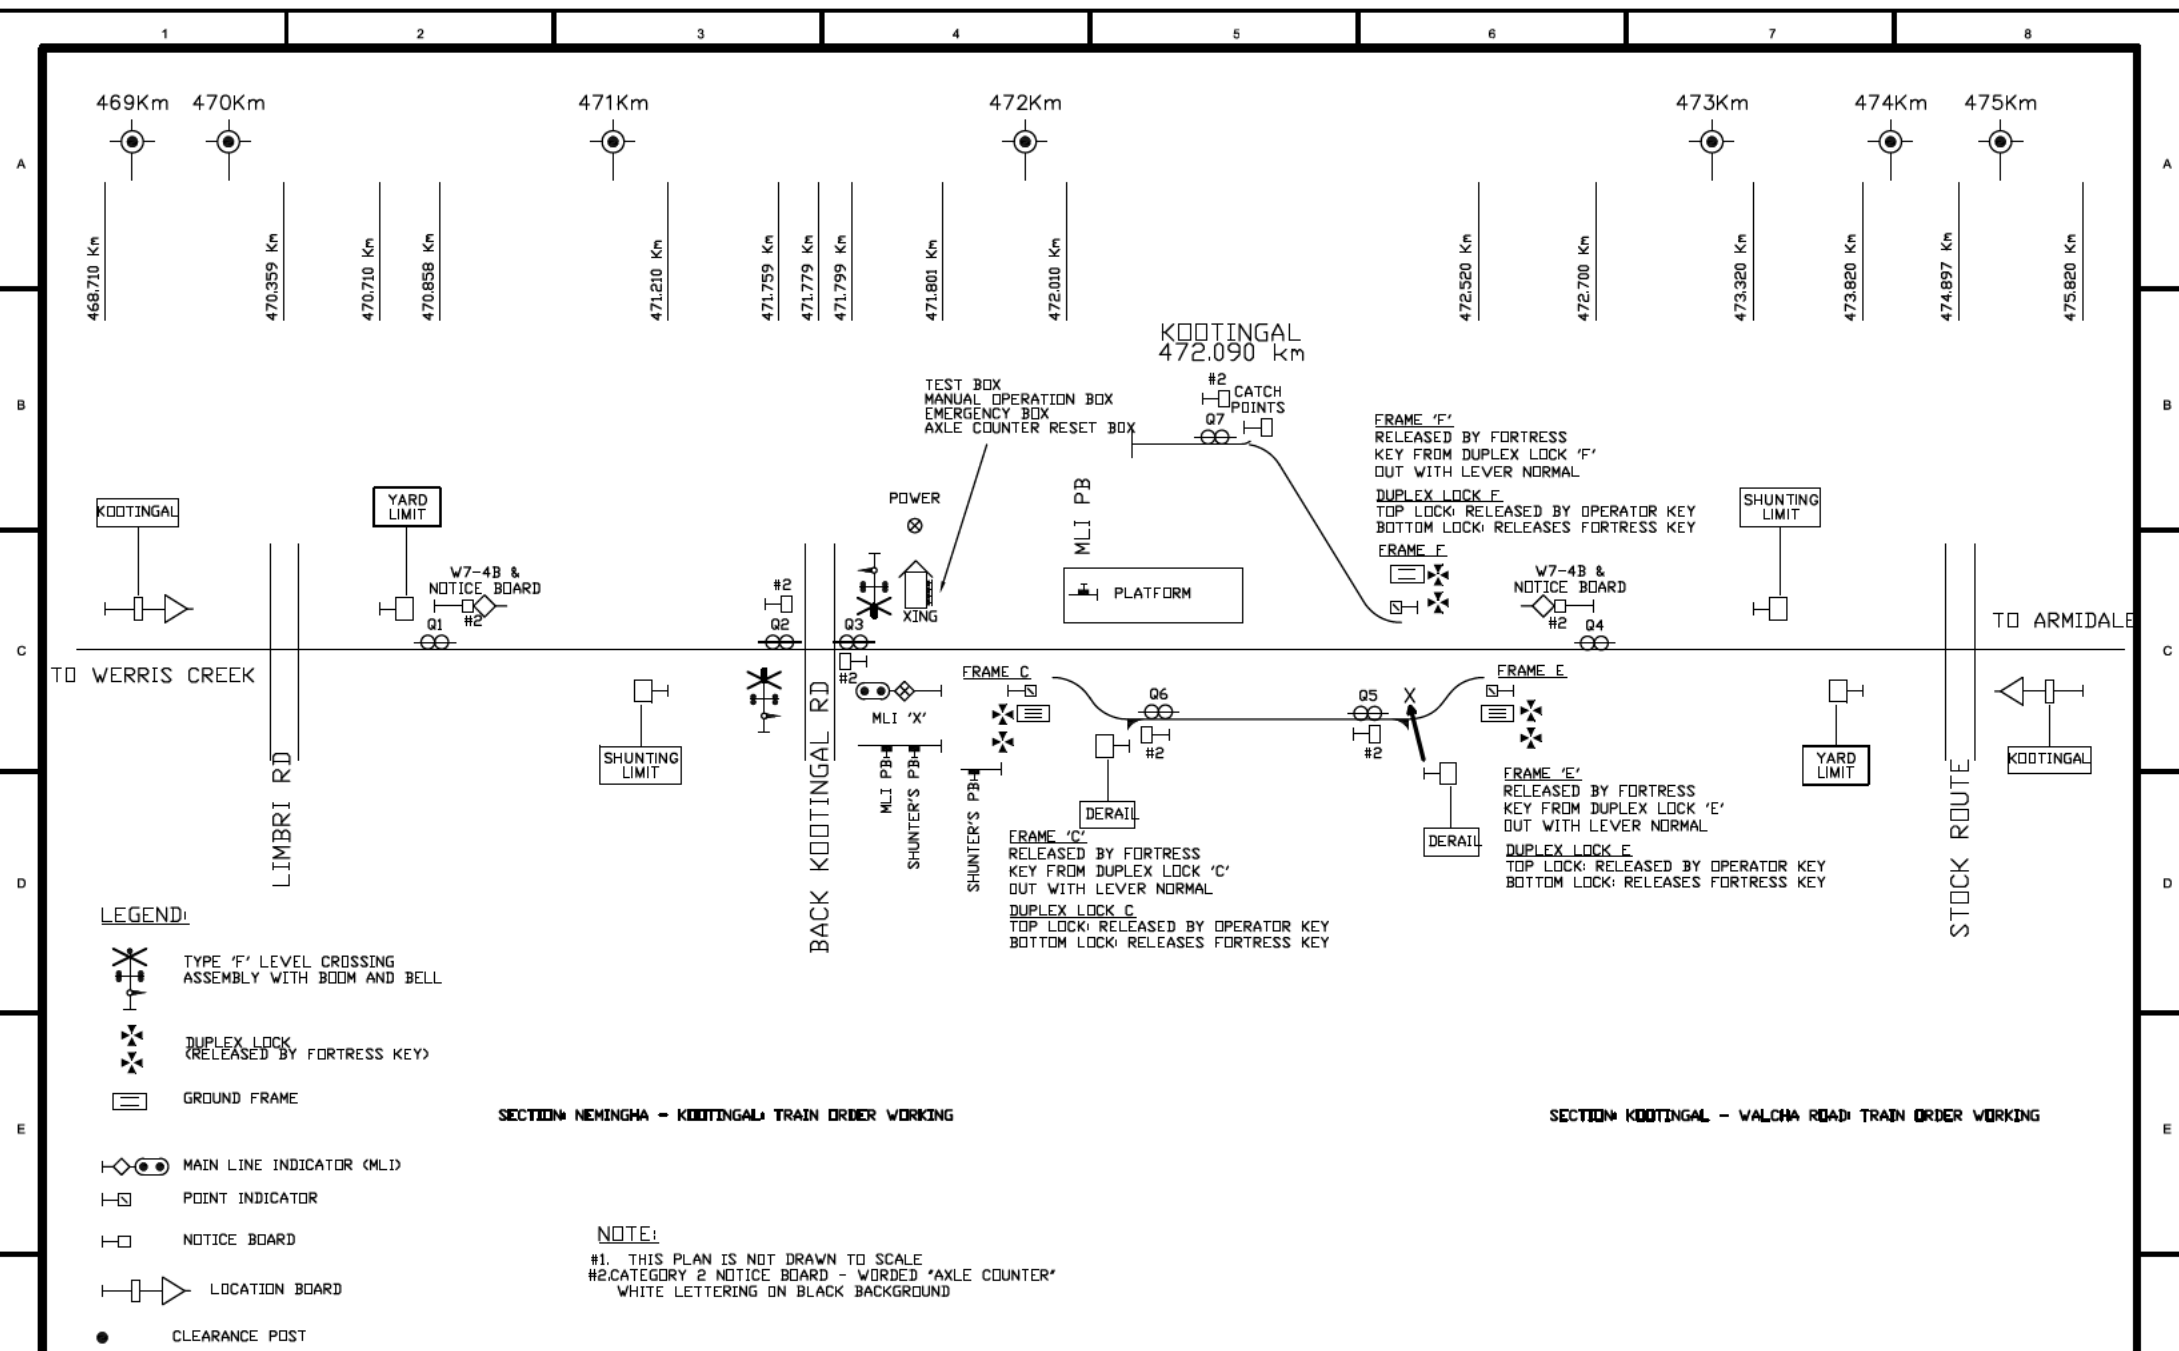 1 2 3 4 5 6 7 8
469Km 470Km 471Km 472Km 473Km 474Km 475Km
A A
468.710 Km
470.359 Km
470.710 Km
470.858 Km
471.210 Km
471.759 Km
471.779 Km
471.799 Km
471.801 Km
472.010 Km
472.520 Km
472.700 Km
473.320 Km
473.820 Km
474.897 Km
475.820 Km
KOOTINGAL
472.090 km
B B
TEST BOX
MANUAL OPERATION BOX
EMERGENCY BOX
AXLE COUNTER RESET BOX
#2
CATCH
POINTS
Q7
FRAME 'F'
RELEASED BY FORTRESS
KEY FROM DUPLEX LOCK 'F'
OUT WITH LEVER NORMAL
DUPLEX LOCK F
TOP LOCK: RELEASED BY OPERATOR KEY
BOTTOM LOCK: RELEASES FORTRESS KEY
FRAME F
KOOTINGAL
YARD
LIMIT
POWER
MLI PB
SHUNTING
LIMIT
W7-4B &
NOTICE BOARD
#2
Q1
#2
Q2
Q3
#2
XING
PLATFORM
W7-4B &
NOTICE BOARD
#2
Q4
TO ARMIDALE
C C
TO WERRIS CREEK
LIMBRI RD
SHUNTING
LIMIT
BACK KOOTINGAL RD
MLI 'X'
MLI PB
SHUNTER'S PB
SHUNTER'S PB
FRAME C
Q6
#2
Q5
#2
X
FRAME E
DERAIL
DERAIL
YARD
LIMIT
STOCK ROUTE
KOOTINGAL
FRAME 'C'
RELEASED BY FORTRESS
KEY FROM DUPLEX LOCK 'C'
OUT WITH LEVER NORMAL
DUPLEX LOCK C
TOP LOCK: RELEASED BY OPERATOR KEY
BOTTOM LOCK: RELEASES FORTRESS KEY
FRAME 'E'
RELEASED BY FORTRESS
KEY FROM DUPLEX LOCK 'E'
OUT WITH LEVER NORMAL
DUPLEX LOCK E
TOP LOCK: RELEASED BY OPERATOR KEY
BOTTOM LOCK: RELEASES FORTRESS KEY
D D
LEGEND:
TYPE 'F' LEVEL CROSSING
ASSEMBLY WITH BOOM AND BELL
DUPLEX LOCK
(RELEASED BY FORTRESS KEY)
GROUND FRAME
SECTION: NEMINGHA - KOOTINGAL: TRAIN ORDER WORKING
SECTION: KOOTINGAL - WALCHA ROAD: TRAIN ORDER WORKING
E E
MAIN LINE INDICATOR (MLI)
POINT INDICATOR
NOTICE BOARD
LOCATION BOARD
CLEARANCE POST
NOTE:
#1. THIS PLAN IS NOT DRAWN TO SCALE
#2.CATEGORY 2 NOTICE BOARD - WORDED "AXLE COUNTER"
WHITE LETTERING ON BLACK BACKGROUND